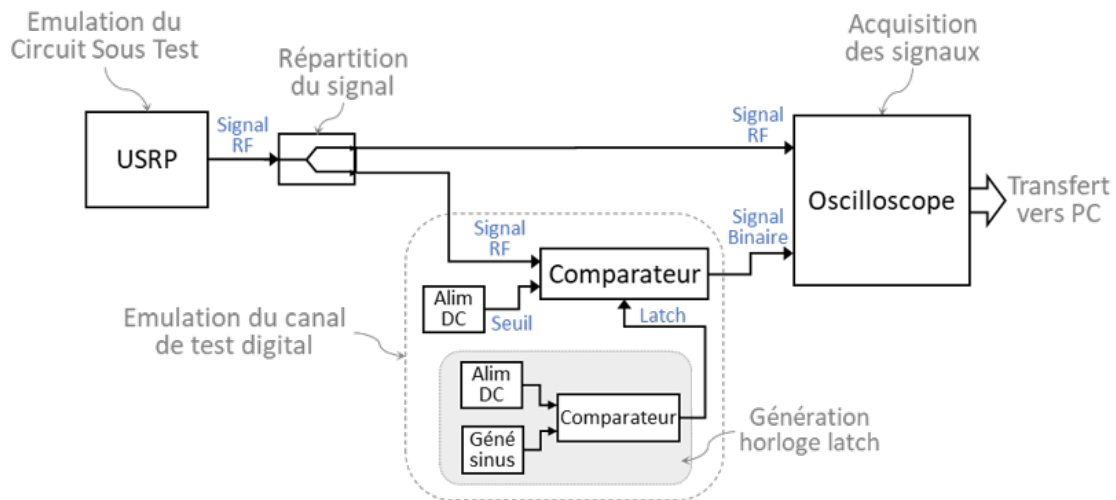 Emulation du
Circuit Sous Test
Répartition
du signal
Acquisition
des signaux
USRP
Signal
RF
Signal
RF
Oscilloscope
Transfert
vers PC
Signal
RF
Signal
Binaire
Comparateur
Alim
DC
Seuil
Latch
Emulation du canal
de test digital
Alim
DC
Comparateur
Géné
sinus
Génération
horloge latch